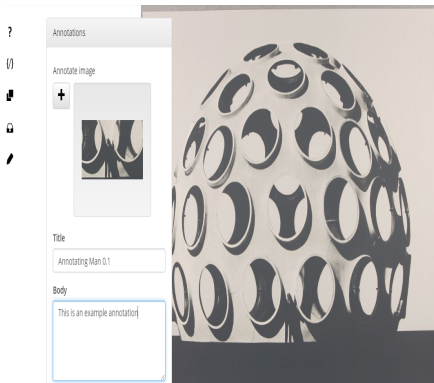 ?
Annotations
{/}
Annotate image
+
Title
Annotating Man 0.1
Body
This is an example annotation